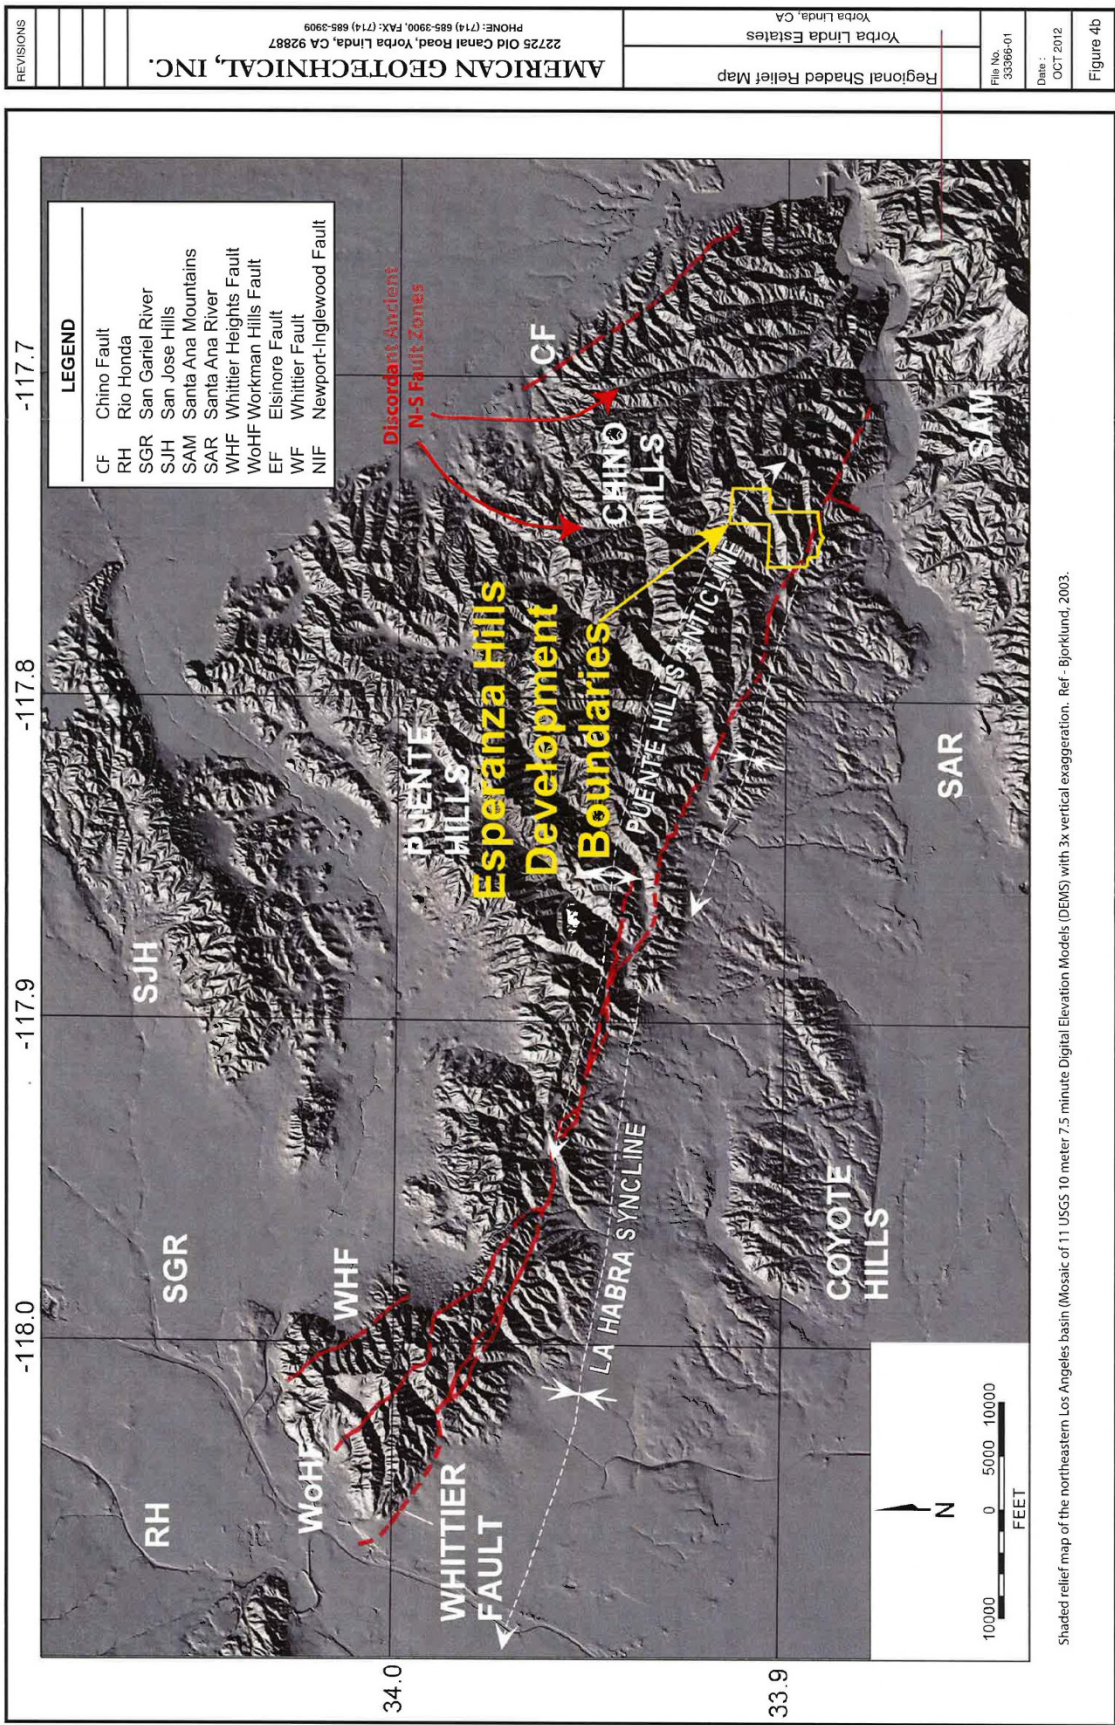 REVISIONS
AMERICAN GEOTECHNICAL, INC.
22725 Old Canal Road, Yorba Linda, CA 92887
PHONE: (714) 685-3900, FAX: (714) 685-3909
Regional Shaded Relief Map
Yorba Linda Estates
Yorba Linda, CA
File No.
33366-01
Date :
OCT 2012
Figure 4b
-118.0
-117.9
-117.8
-117.7
34.0
33.9
LEGEND
CF Chino Fault
RH Rio Honda
SGR San Gariel River
SJH San Jose Hills
SAM Santa Ana Mountains
SAR Santa Ana River
WHF Whittier Heights Fault
WoHF Workman Hills Fault
EF Elsinore Fault
WF Whittier Fault
NIF Newport-Inglewood Fault
RH
SGR
SJH
WoHF
WHF
WHITTIER
FAULT
PUENTE
HILLS
Discordant Ancient
N-S Fault Zones
CF
CHINO
HILLS
Esperanza Hills
Development
Boundaries
PUENTE HILLS ANTICLINE
LA HABRA SYNCLINE
COYOTE
HILLS
SAR
SAM
N
10000 0 5000 10000
FEET
Shaded relief map of the northeastern Los Angeles basin (Mosaic of 11 USGS 10 meter 7.5 minute Digital Elevation Models (DEMS) with 3x vertical exaggeration. Ref - Bjorklund, 2003.